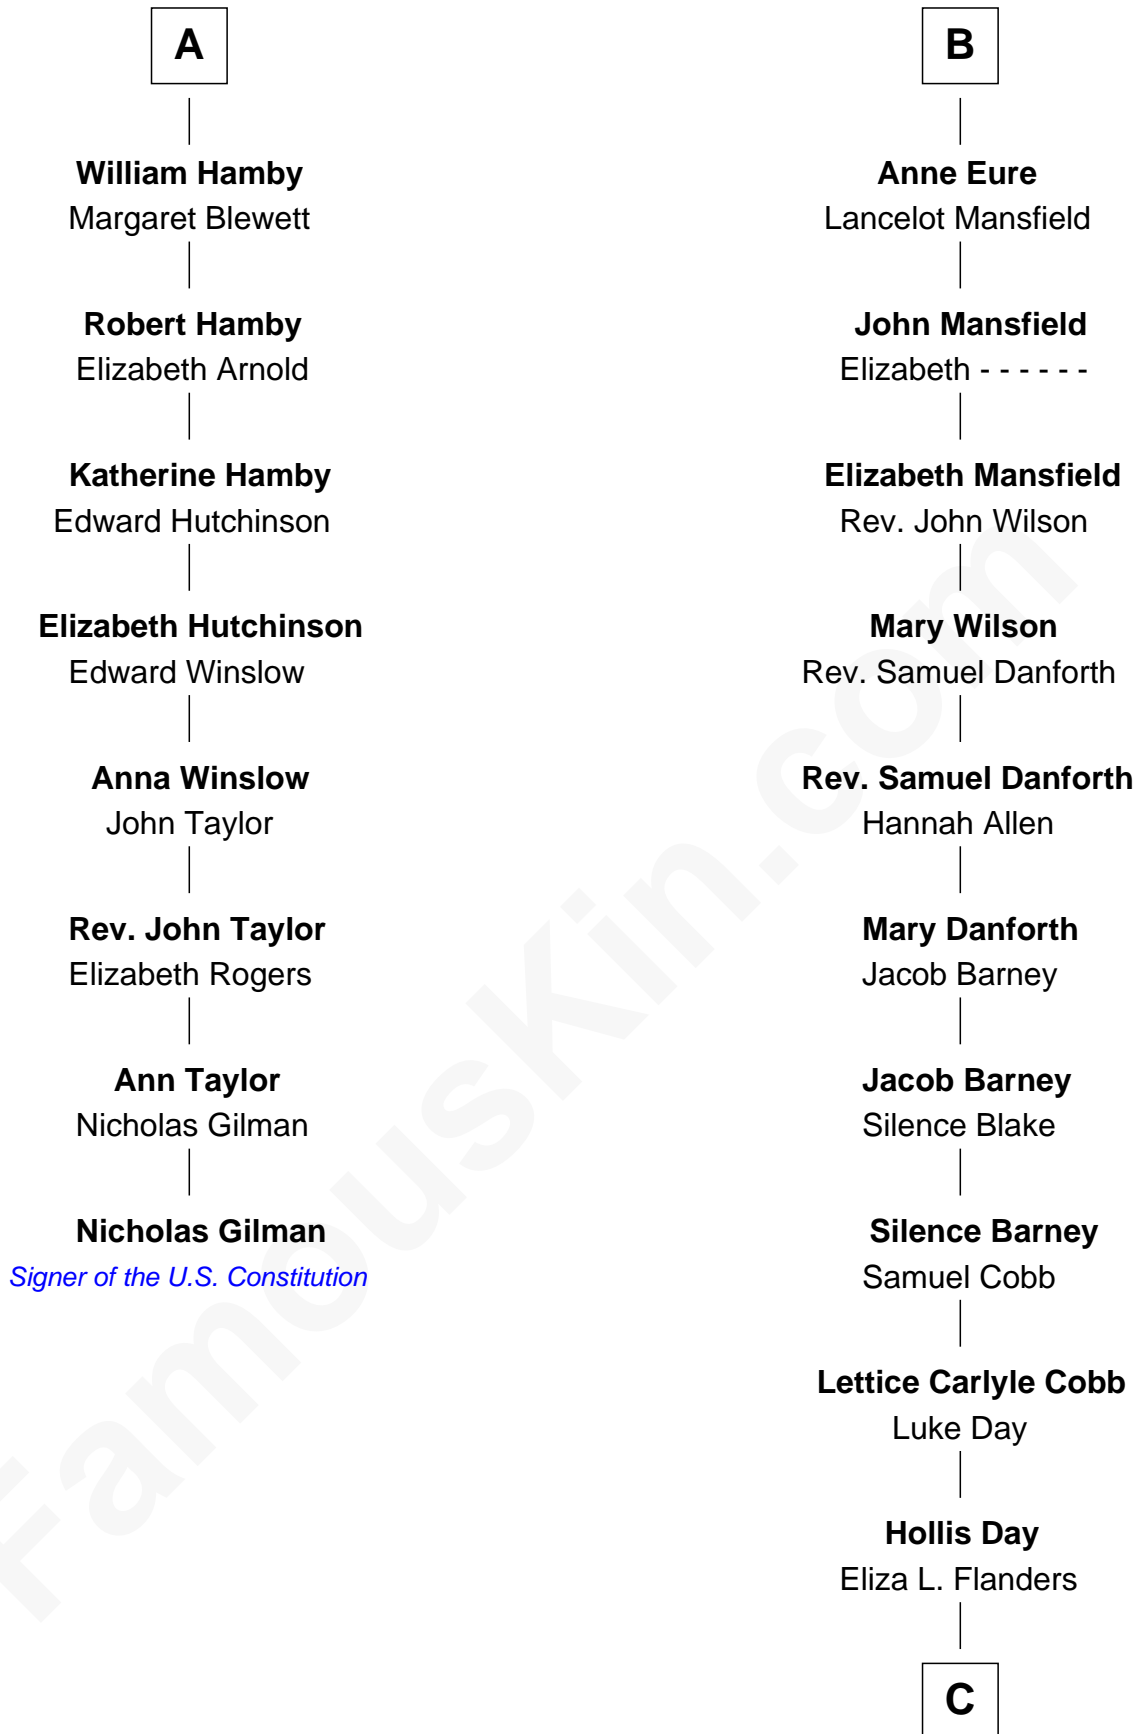 A
William Hamby
Margaret Blewett
Robert Hamby
Elizabeth Arnold
Katherine Hamby
Edward Hutchinson
Elizabeth Hutchinson
Edward Winslow
Anna Winslow
John Taylor
Rev. John Taylor
Elizabeth Rogers
Ann Taylor
Nicholas Gilman
Nicholas Gilman
Signer of the U.S. Constitution
B
Anne Eure
Lancelot Mansfield
John Mansfield
Elizabeth - - - - - -
Elizabeth Mansfield
Rev. John Wilson
Mary Wilson
Rev. Samuel Danforth
Rev. Samuel Danforth
Hannah Allen
Mary Danforth
Jacob Barney
Jacob Barney
Silence Blake
Silence Barney
Samuel Cobb
Lettice Carlyle Cobb
Luke Day
Hollis Day
Eliza L. Flanders
C
FamousKin.com